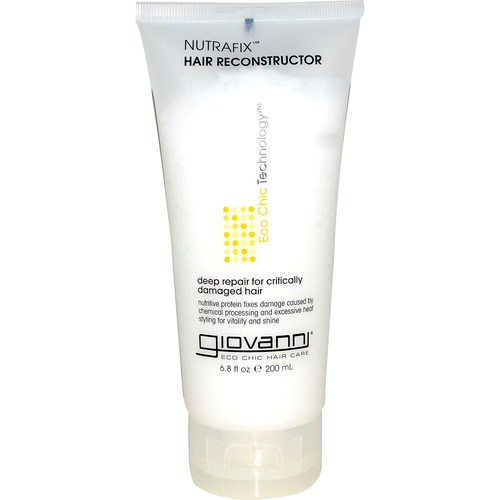 NUTRAFIX™
HAIR RECONSTRUCTOR
Eco Chic Technology™
deep repair for critically
damaged hair
nutritive protein fixes damage caused by
chemical processing and excessive heat
styling for vitality and shine
giovanni®
ECO CHIC HAIR CARE
6.8 fl oz ℮ 200 mL